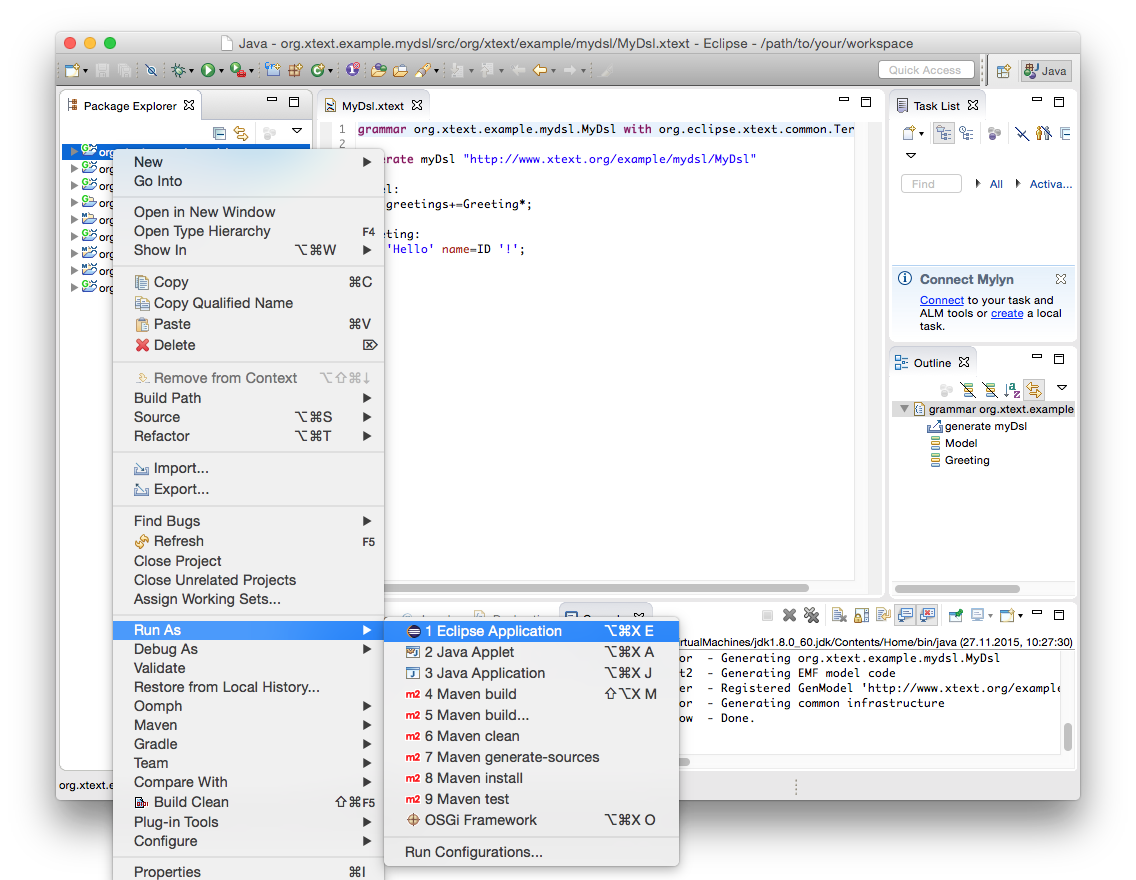 Java - org.xtext.example.mydsl/src/org/xtext/example/mydsl/MyDsl.xtext - Eclipse - /path/to/your/workspace
Quick Access
Java
Package Explorer
org
org
org
org
org
org
org
org
org
MyDsl.xtext
1 grammar org.xtext.example.mydsl.MyDsl with org.eclipse.xtext.common.Ter
2
erate myDsl "http://www.xtext.org/example/mydsl/MyDsl"
l:
greetings+=Greeting*;
ting:
'Hello' name=ID '!';
New
Go Into
Open in New Window
Open Type Hierarchy F4
Show In ⌥⌘W
Copy ⌘C
Copy Qualified Name
Paste ⌘V
Delete ⌦
Remove from Context ⌥⇧⌘↓
Build Path
Source ⌥⌘S
Refactor ⌥⌘T
Import...
Export...
Find Bugs
Refresh F5
Close Project
Close Unrelated Projects
Assign Working Sets...
Run As
Debug As
Validate
Restore from Local History...
Oomph
Maven
Gradle
Team
Compare With
Build Clean ⇧⌘F5
Plug-in Tools
Configure
Properties ⌘I
1 Eclipse Application ⌥⌘X E
2 Java Applet ⌥⌘X A
3 Java Application ⌥⌘X J
m2 4 Maven build ⇧⌥X M
m2 5 Maven build...
m2 6 Maven clean
m2 7 Maven generate-sources
m2 8 Maven install
m2 9 Maven test
OSGi Framework ⌥⌘X O
Run Configurations...
Task List
Find
All
Activa...
Connect Mylyn
Connect to your task and
ALM tools or create a local
task.
Outline
grammar org.xtext.example
generate myDsl
Model
Greeting
rtualMachines/jdk1.8.0_60.jdk/Contents/Home/bin/java (27.11.2015, 10:27:30)
or - Generating org.xtext.example.mydsl.MyDsl
t2 - Generating EMF model code
er - Registered GenModel 'http://www.xtext.org/example
or - Generating common infrastructure
ow - Done.
org.xtext.e